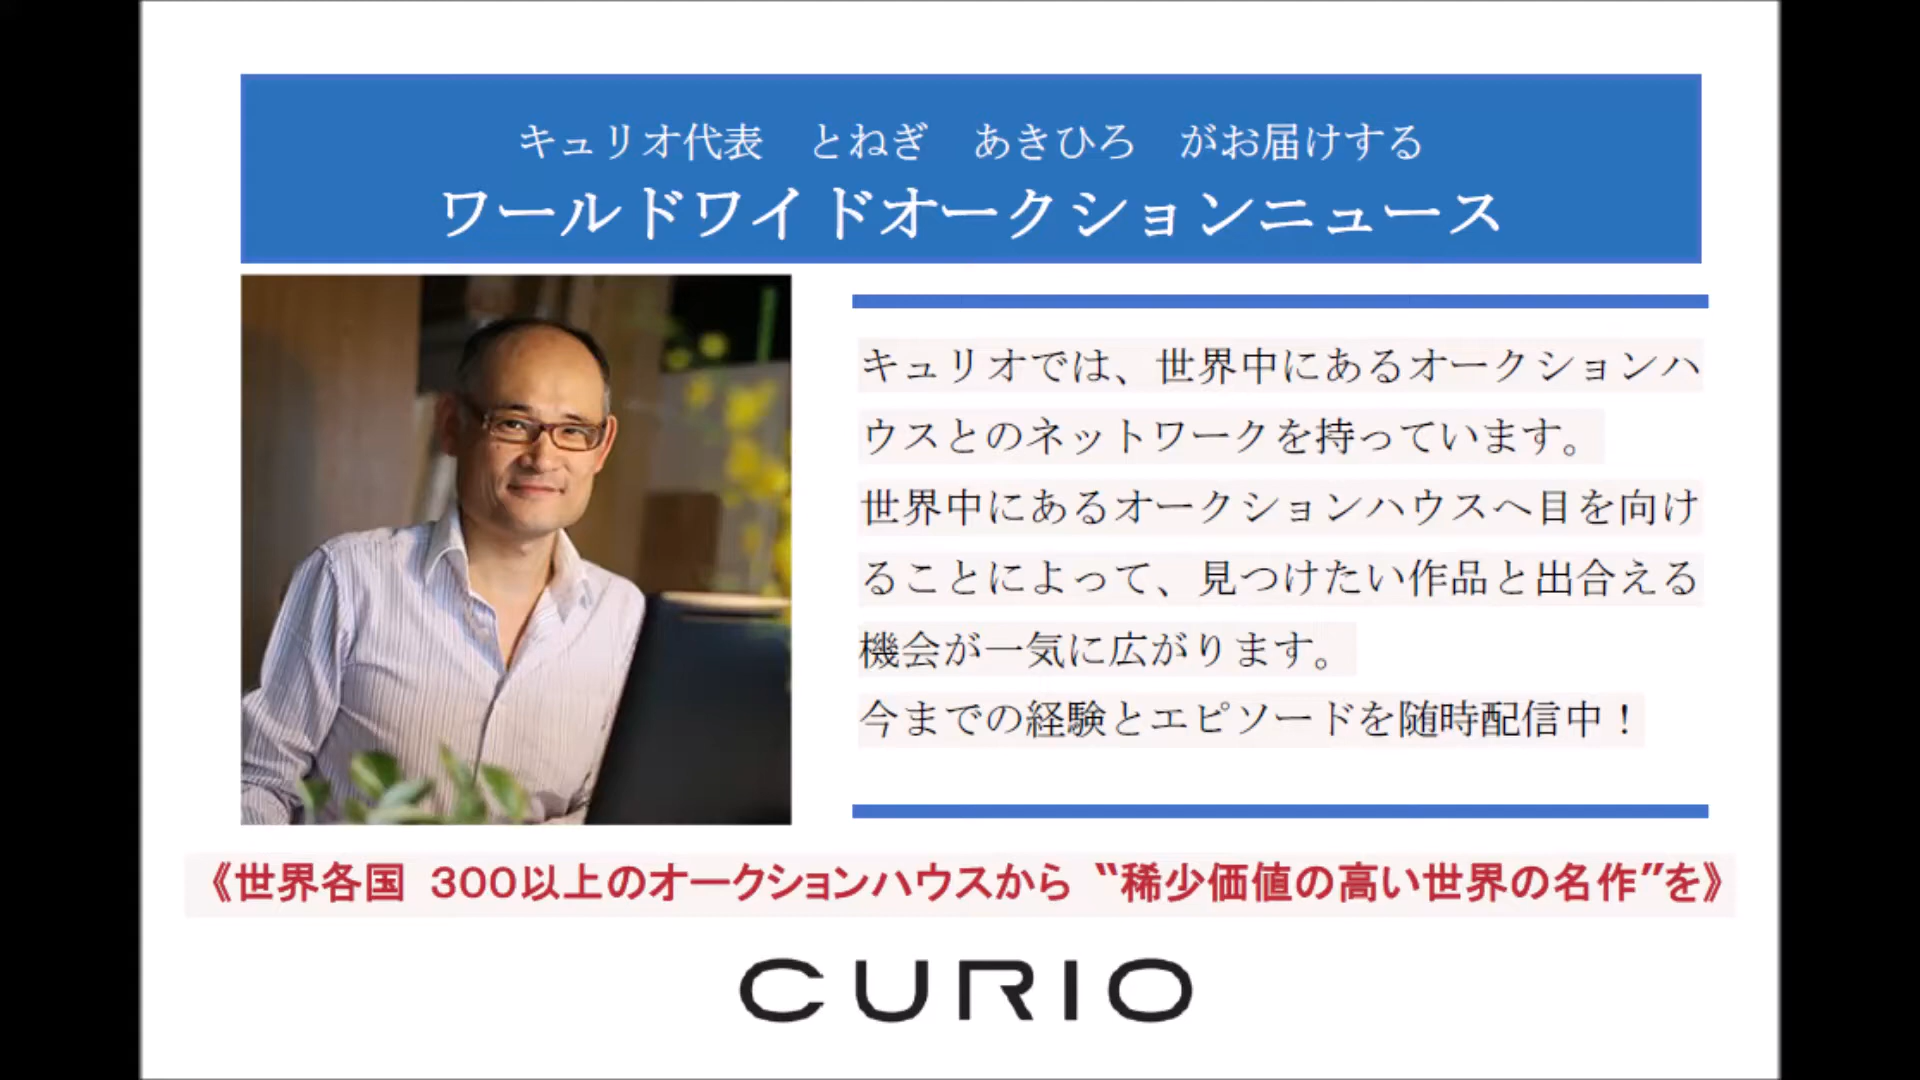 キュリオ代表　とねぎ　あきひろ　がお届けする
ワールドワイドオークションニュース
キュリオでは、世界中にあるオークションハ
ウスとのネットワークを持っています。
世界中にあるオークションハウスへ目を向け
ることによって、見つけたい作品と出合える
機会が一気に広がります。
今までの経験とエピソードを随時配信中！
《世界各国 300以上のオークションハウスから〝稀少価値の高い世界の名作″を》
CURIO